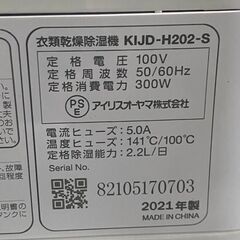 衣類乾燥除湿機 KIJD-H202-S
定格電圧 100V
定格周波数 50/60Hz
定格消費電力 300W
PS
E
アイリスオーヤマ株式会社
電流ヒューズ：5.0A
温度ヒューズ：141℃/100℃
定格除湿能力：2.2L/日
Serial No.
82105170703
2021年製
MADE IN CHINA